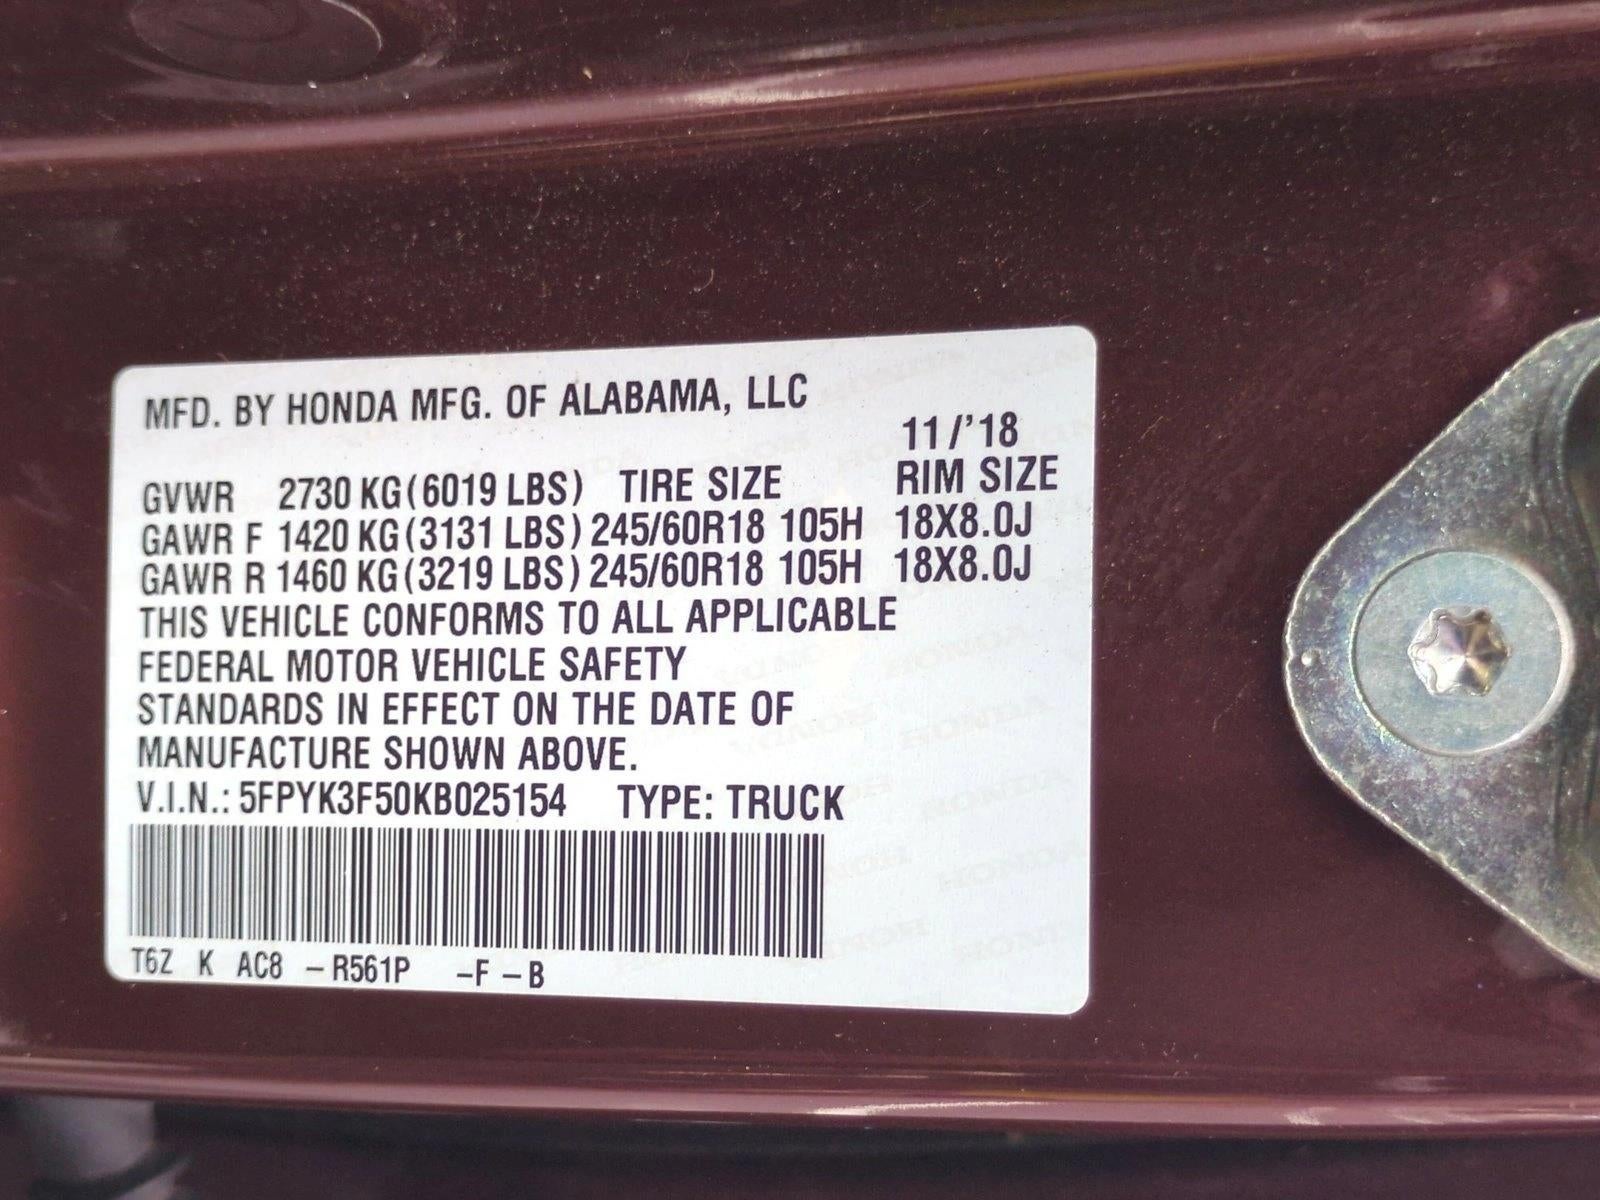 MFD. BY HONDA MFG. OF ALABAMA, LLC
11/'18
GVWR 2730 KG(6019 LBS) TIRE SIZE RIM SIZE
GAWR F 1420 KG(3131 LBS) 245/60R18 105H 18X8.0J
GAWR R 1460 KG(3219 LBS) 245/60R18 105H 18X8.0J
THIS VEHICLE CONFORMS TO ALL APPLICABLE
FEDERAL MOTOR VEHICLE SAFETY
STANDARDS IN EFFECT ON THE DATE OF
MANUFACTURE SHOWN ABOVE.
V.I.N.: 5FPYK3F50KB025154 TYPE: TRUCK
T6Z K AC8 -R561P -F -B